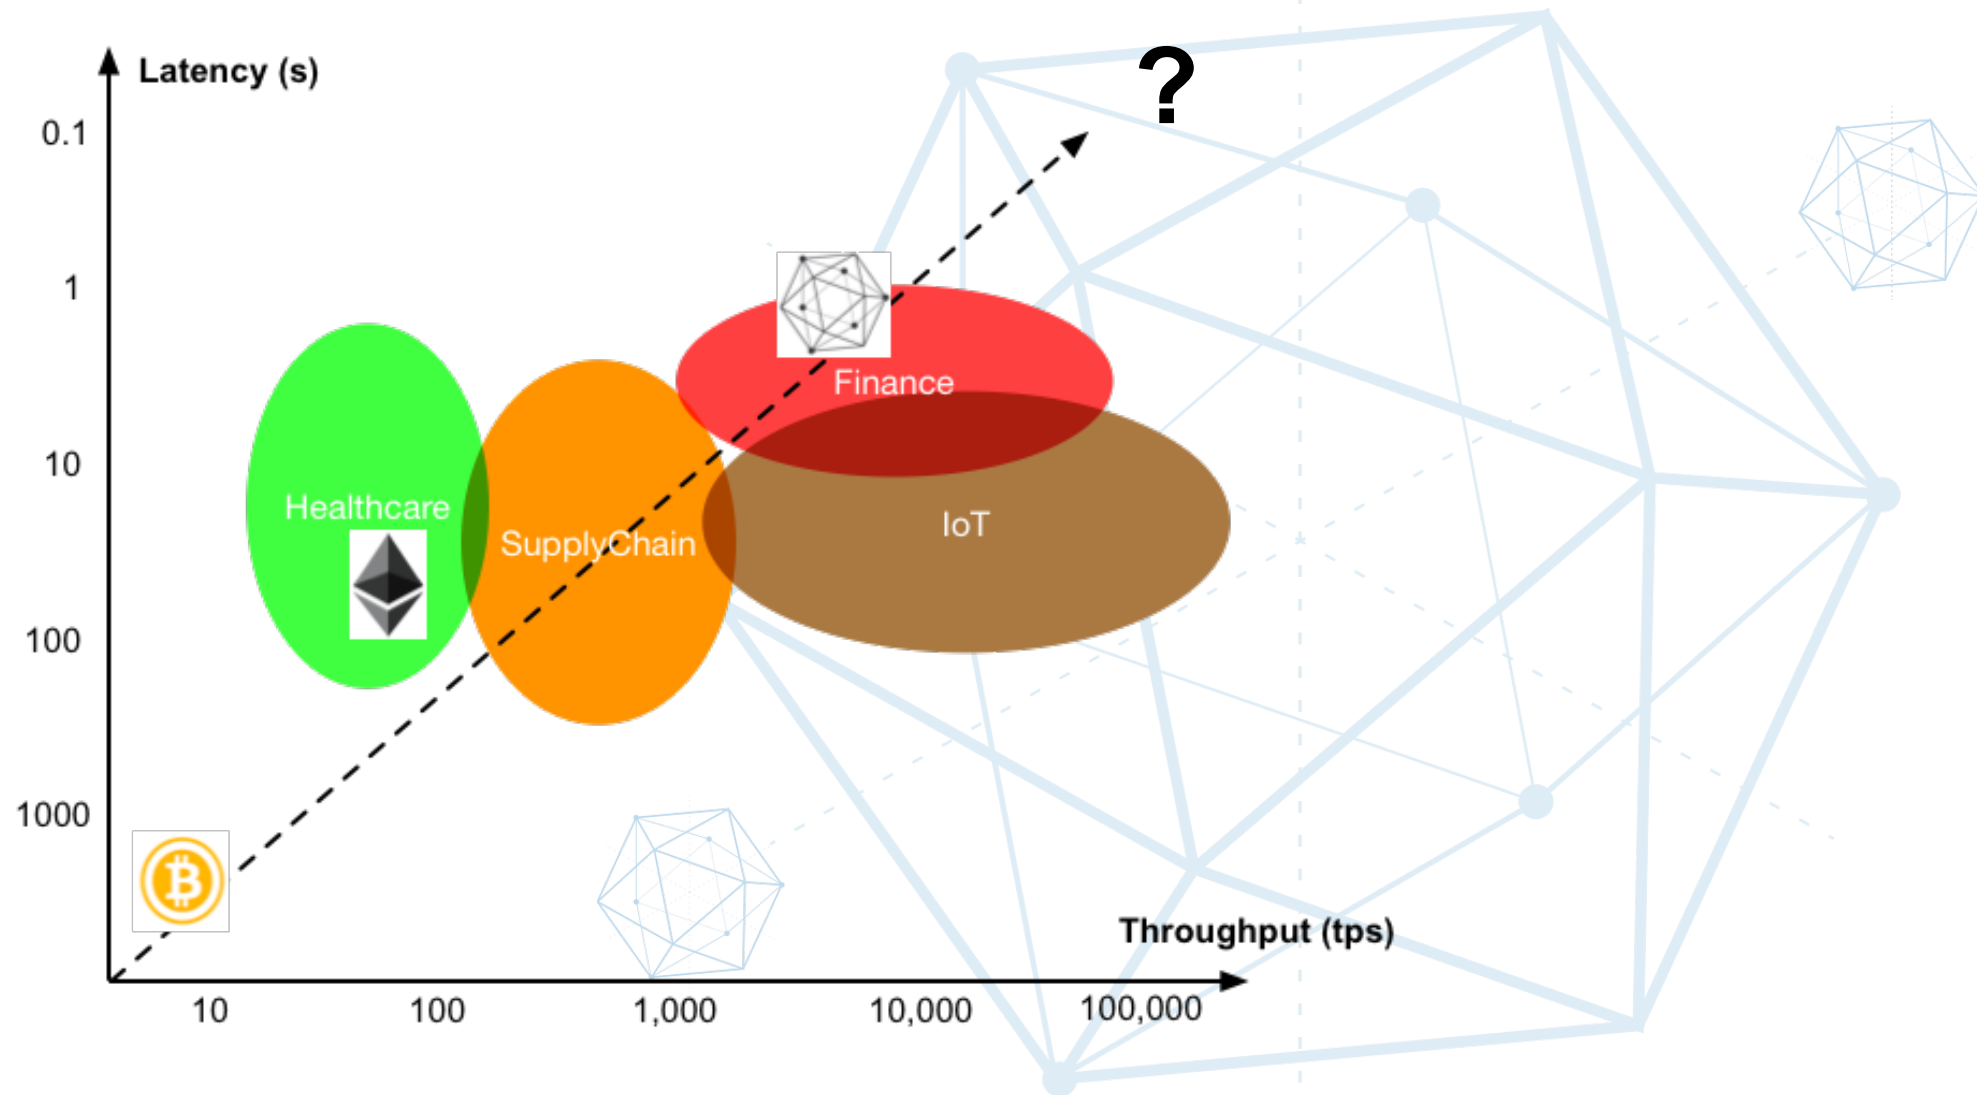 ?
Latency (s)
0.1
1
Finance
10
Healthcare
IoT
SupplyChain
100
1000
Throughput (tps)
10
100
1,000
10,000
100,000